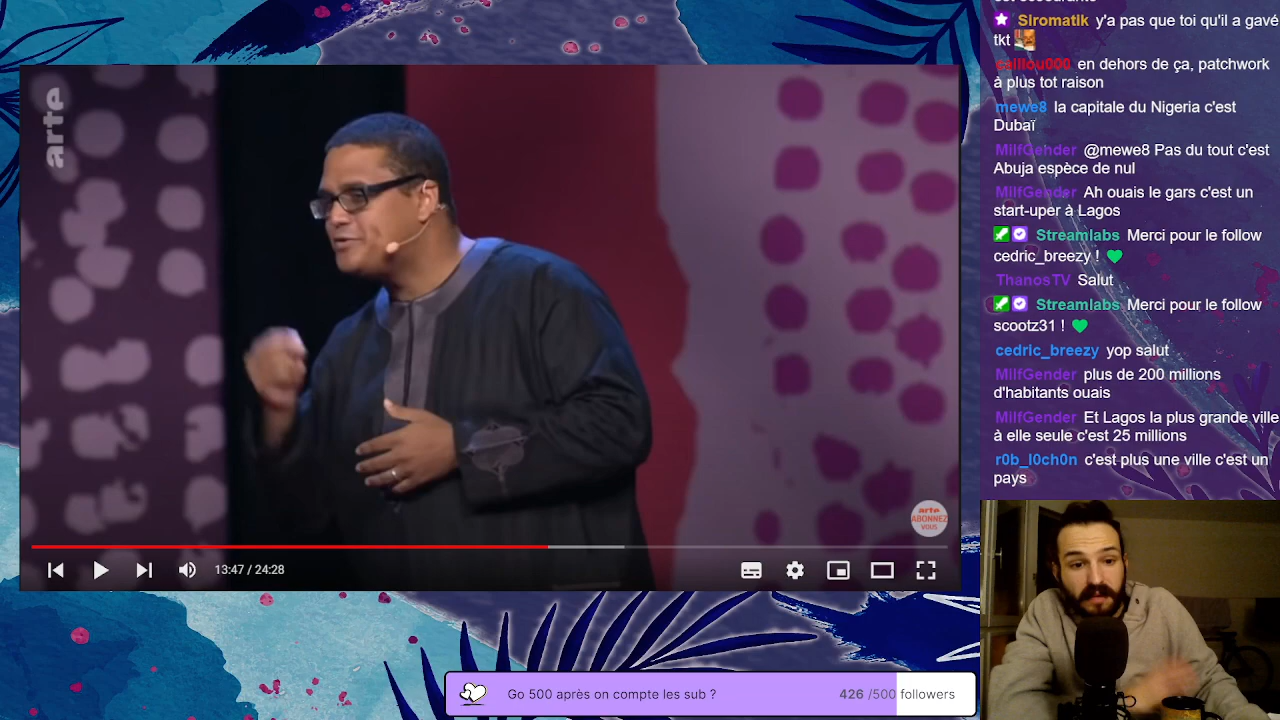 arte
arte
ABONNEZ
VOUS
13:47 / 24:28
Siromatik y'a pas que toi qu'il a gavé
tkt
caillou000 en dehors de ça, patchwork
à plus tot raison
mewe8 la capitale du Nigeria c'est
Dubaï
MilfGender @mewe8 Pas du tout c'est
Abuja espèce de nul
MilfGender Ah ouais le gars c'est un
start-uper à Lagos
Streamlabs Merci pour le follow
cedric_breezy !
ThanosTV Salut
Streamlabs Merci pour le follow
scootz31 !
cedric_breezy yop salut
MilfGender plus de 200 millions
d'habitants ouais
MilfGender Et Lagos la plus grande ville
à elle seule c'est 25 millions
r0b_l0ch0n c'est plus une ville c'est un
pays
Go 500 après on compte les sub ? 426 /500 followers